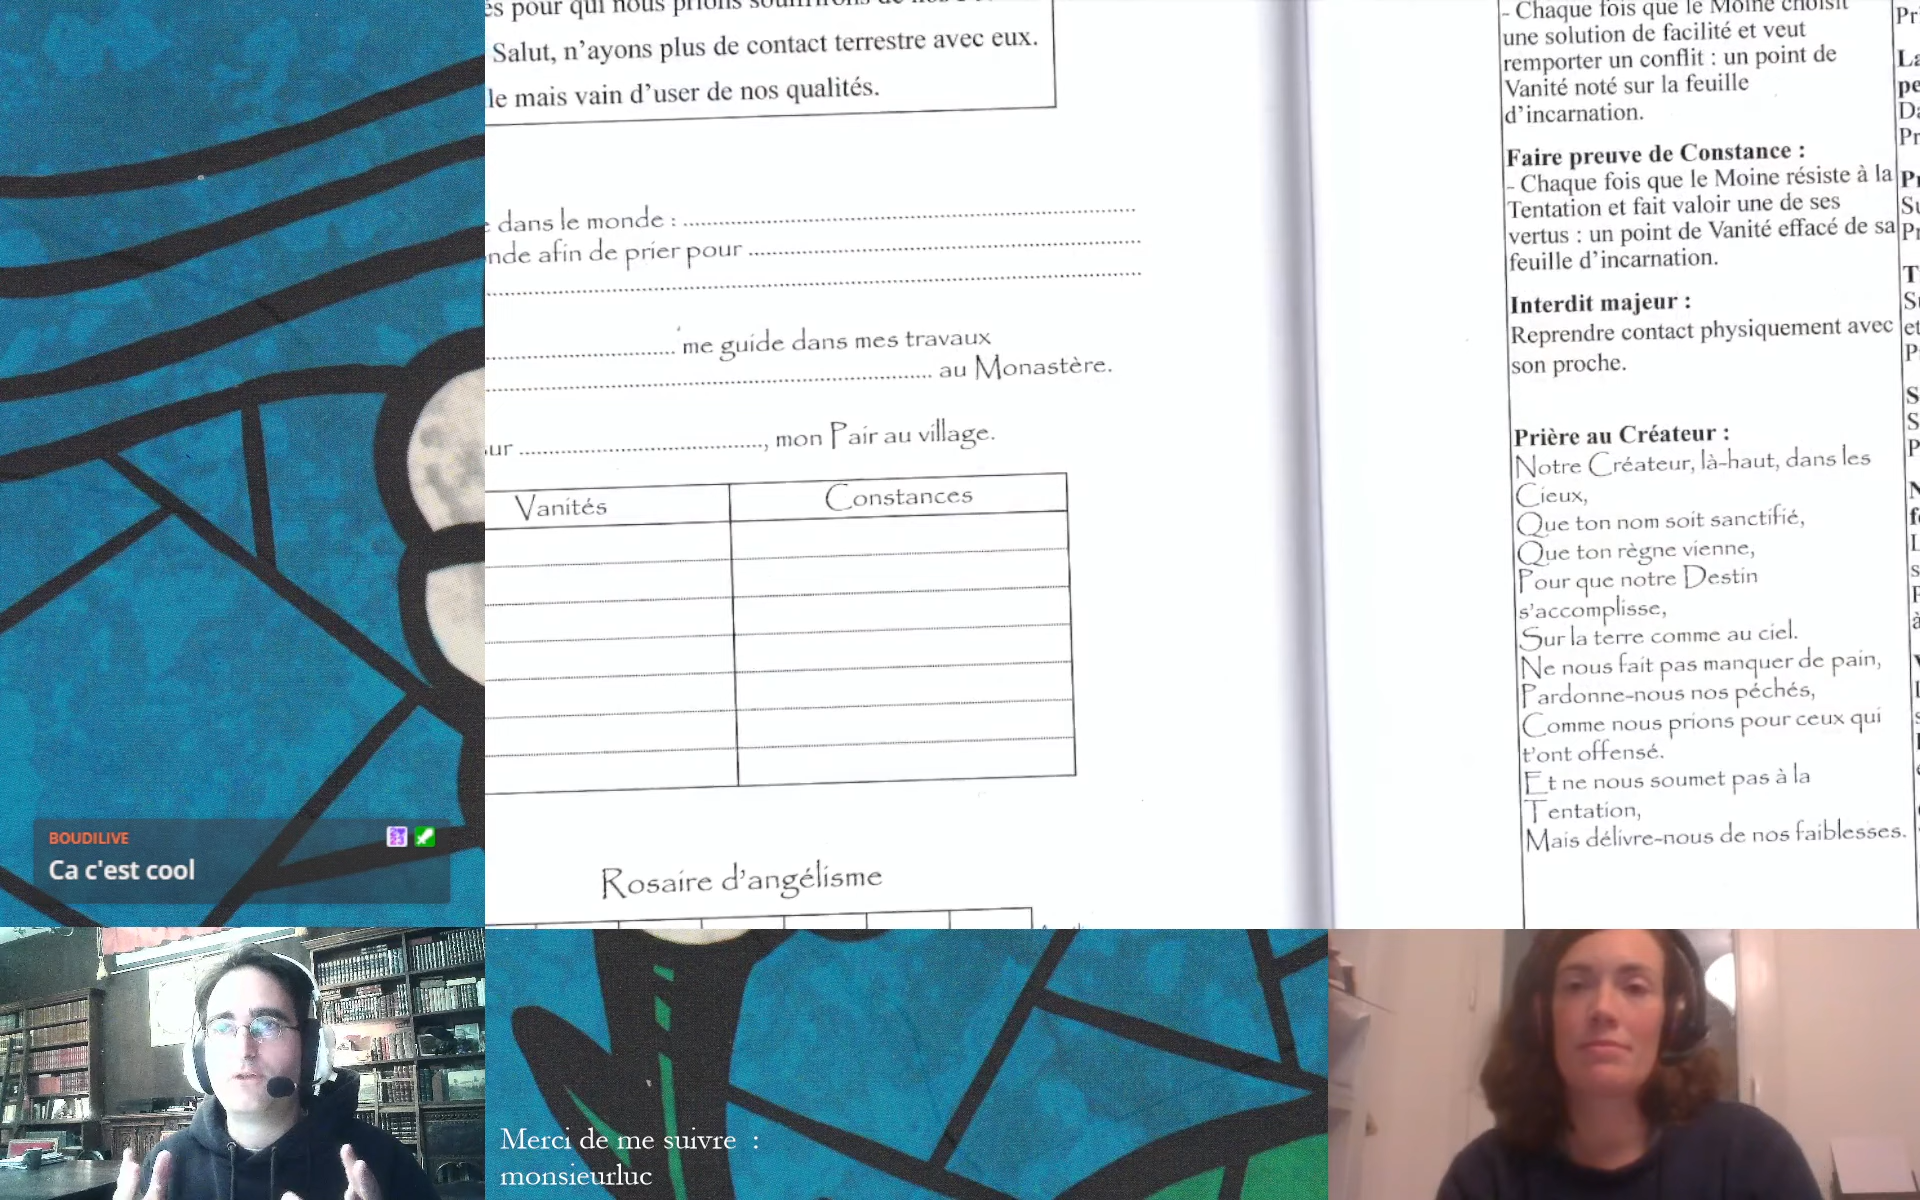 és pour qui nous prions
Salut, n'ayons plus de contact terrestre avec eux.
le mais vain d'user de nos qualités.
dans le monde :
nde afin de prier pour
me guide dans mes travaux
au Monastère.
ur , mon Pair au village.
Vanités Constances
Rosaire d'angélisme
- Chaque fois que le Moine choisit
une solution de facilité et veut
remporter un conflit : un point de
Vanité noté sur la feuille
d'incarnation.
Faire preuve de Constance :
- Chaque fois que le Moine résiste à la
Tentation et fait valoir une de ses
vertus : un point de Vanité effacé de sa
feuille d'incarnation.
Interdit majeur :
Reprendre contact physiquement avec
son proche.
Prière au Créateur :
Notre Créateur, là-haut, dans les
Cieux,
Que ton nom soit sanctifié,
Que ton règne vienne,
Pour que notre Destin
s'accomplisse,
Sur la terre comme au ciel.
Ne nous fait pas manquer de pain,
Pardonne-nous nos péchés,
Comme nous prions pour ceux qui
t'ont offensé.
Et ne nous soumet pas à la
Tentation,
Mais délivre-nous de nos faiblesses.
BOUDILIVE
Ca c'est cool
Merci de me suivre :
monsieurluc